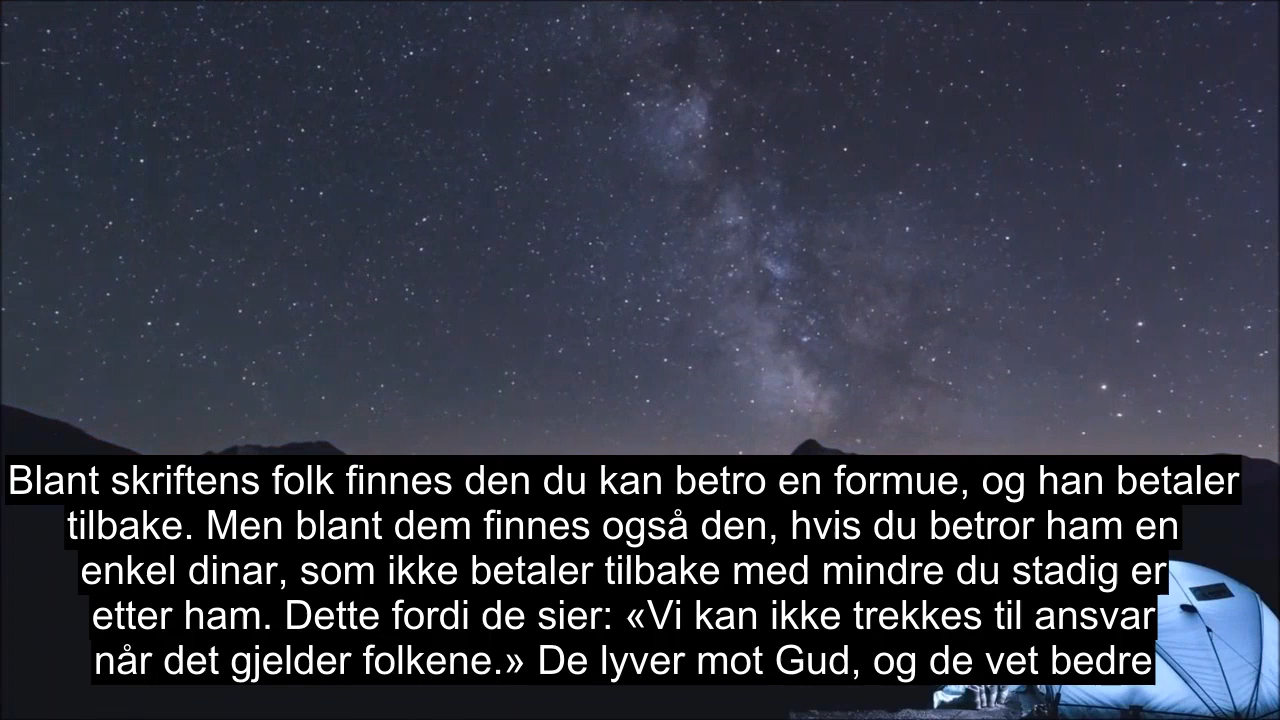 Blant skriftens folk finnes den du kan betro en formue, og han betaler
tilbake. Men blant dem finnes også den, hvis du betror ham en
enkel dinar, som ikke betaler tilbake med mindre du stadig er
etter ham. Dette fordi de sier: «Vi kan ikke trekkes til ansvar
når det gjelder folkene.» De lyver mot Gud, og de vet bedre